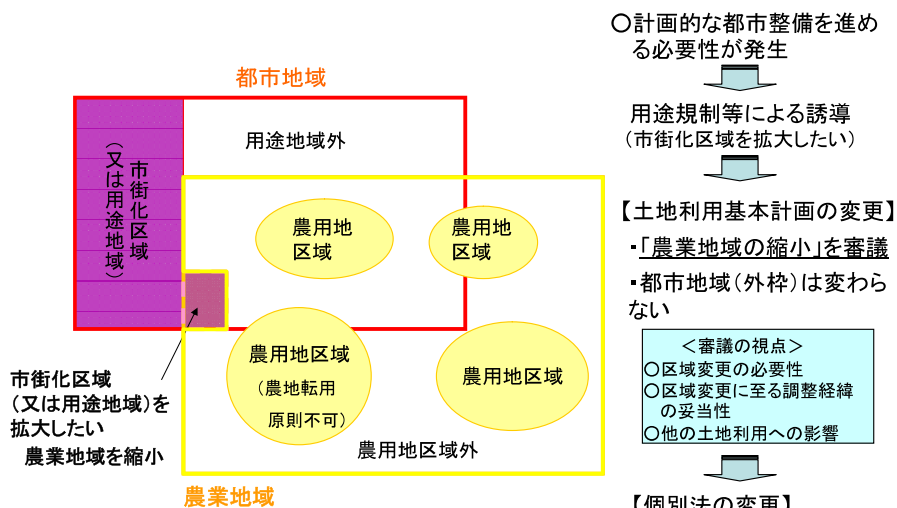 都市地域
用途地域外
市街化区域
（又は用途地域）
農用地
区域
農用地
区域
農用地区域
（農地転用
原則不可）
農用地区域
農用地区域外
農業地域
市街化区域
（又は用途地域）を
拡大したい
農業地域を縮小
○計画的な都市整備を進め
る必要性が発生
用途規制等による誘導
（市街化区域を拡大したい）
【土地利用基本計画の変更】
・「農業地域の縮小」を審議
・都市地域（外枠）は変わら
ない
＜審議の視点＞
○区域変更の必要性
○区域変更に至る調整経緯
の妥当性
○他の土地利用への影響
【個別法の変更】